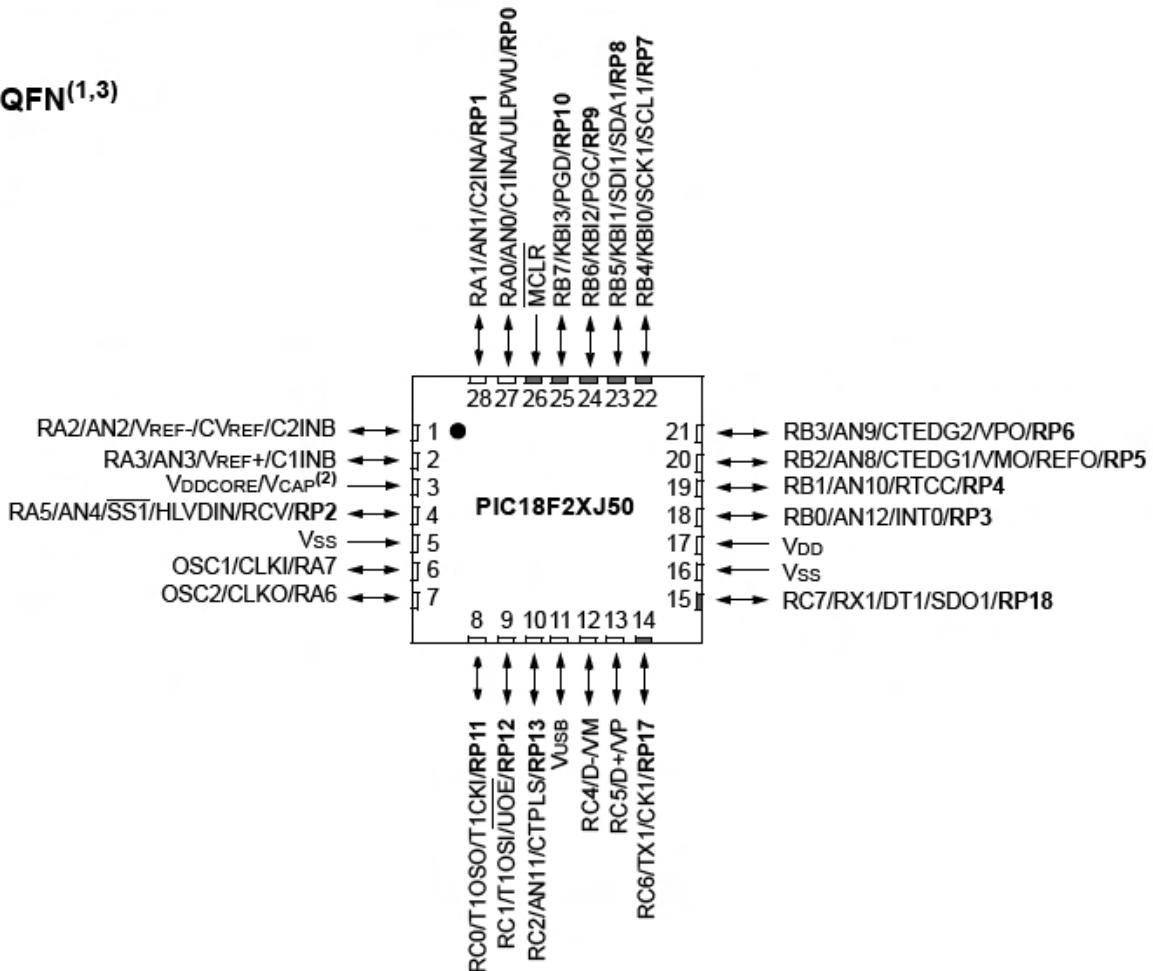 QFN(1,3)
RA1/AN1/C2INA/RP1
RA0/AN0/C1INA/ULPWU/RP0
MCLR
RB7/KBI3/PGD/RP10
RB6/KBI2/PGC/RP9
RB5/KBI1/SDI1/SDA1/RP8
RB4/KBI0/SCK1/SCL1/RP7
28 27 26 25 24 23 22
RA2/AN2/VREF-/CVREF/C2INB 1
RA3/AN3/VREF+/C1INB 2
VDDCORE/VCAP(2) 3
RA5/AN4/SS1/HLVDIN/RCV/RP2 4
VSS 5
OSC1/CLKI/RA7 6
OSC2/CLKO/RA6 7
PIC18F2XJ50
21 RB3/AN9/CTEDG2/VPO/RP6
20 RB2/AN8/CTEDG1/VMO/REFO/RP5
19 RB1/AN10/RTCC/RP4
18 RB0/AN12/INT0/RP3
17 VDD
16 VSS
15 RC7/RX1/DT1/SDO1/RP18
8 9 10 11 12 13 14
RC0/T1OSO/T1CKI/RP11
RC1/T1OSI/UOE/RP12
RC2/AN11/CTPLS/RP13
VUSB
RC4/D-/VM
RC5/D+/VP
RC6/TX1/CK1/RP17